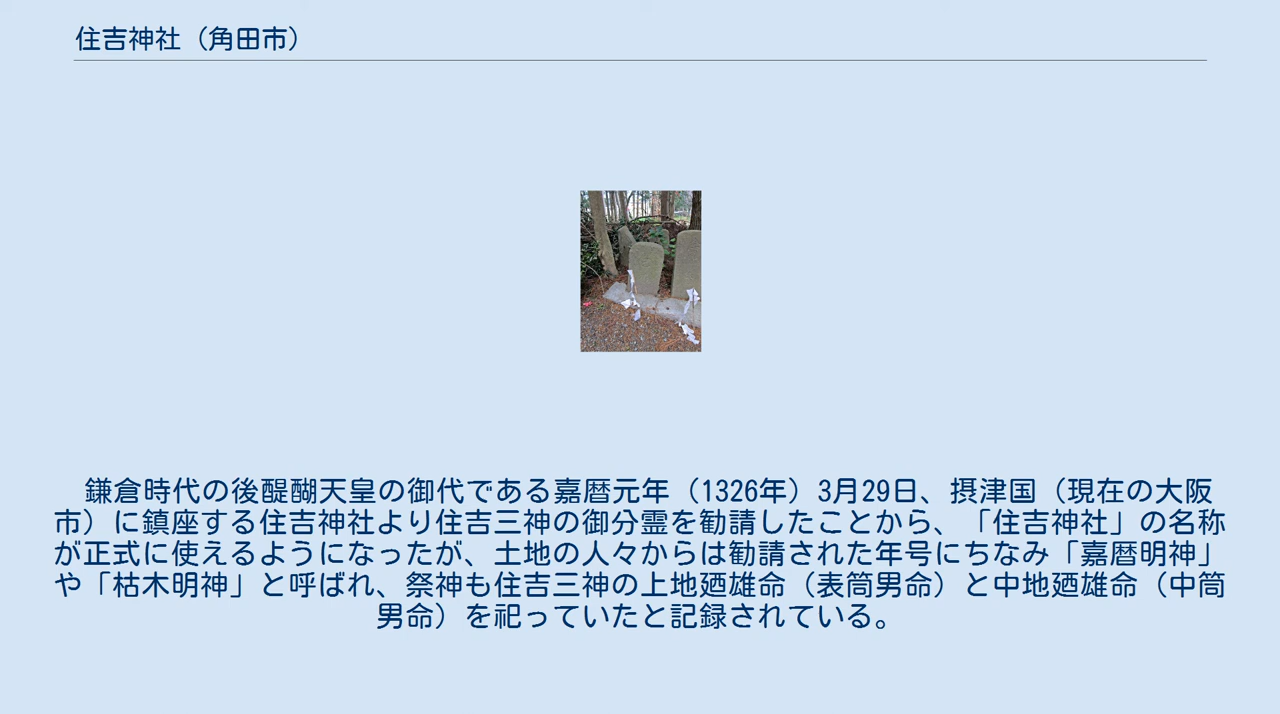 住吉神社（角田市）
鎌倉時代の後醍醐天皇の御代である嘉暦元年（1326年）3月29日、摂津国（現在の大阪
市）に鎮座する住吉神社より住吉三神の御分霊を勧請したことから、「住吉神社」の名称
が正式に使えるようになったが、土地の人々からは勧請された年号にちなみ「嘉暦明神」
や「枯木明神」と呼ばれ、祭神も住吉三神の上地廼雄命（表筒男命）と中地廼雄命（中筒
男命）を祀っていたと記録されている。